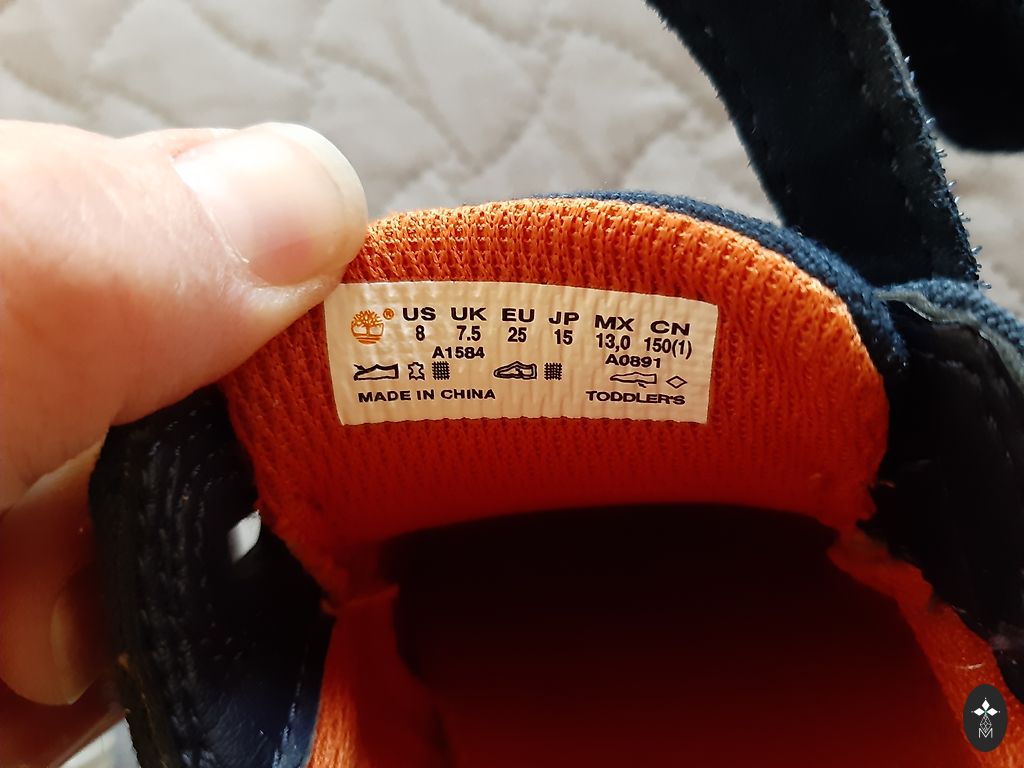 ® US UK EU JP MX CN
8 7.5 25 15 13,0 150(1)
A1584 A0891
MADE IN CHINA TODDLER'S
M